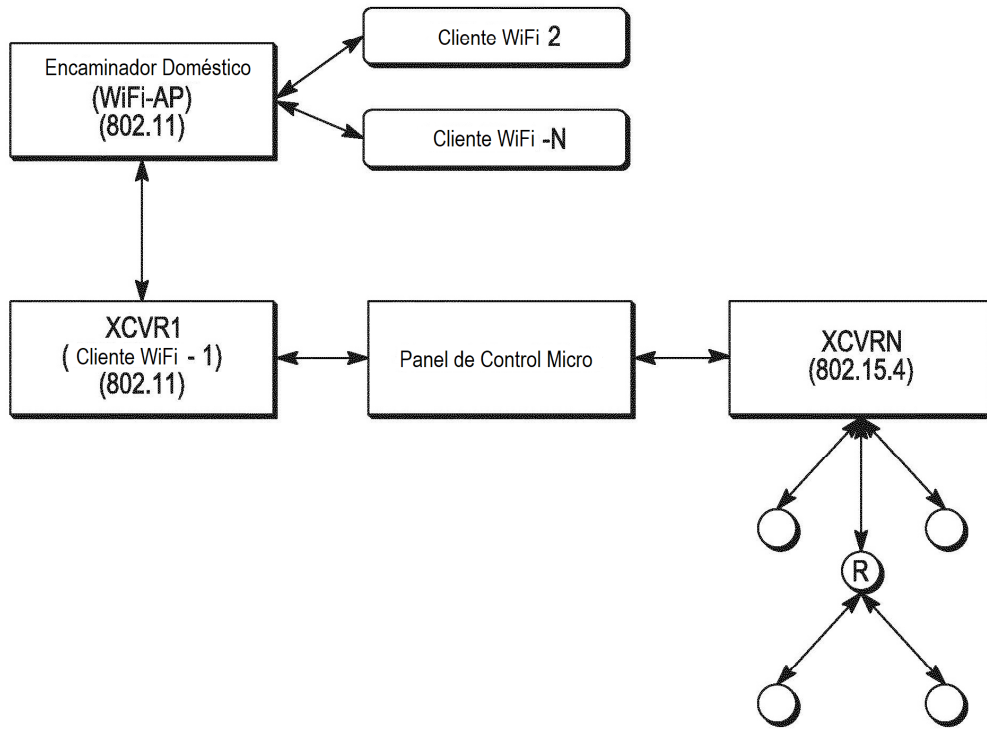 Encaminador Doméstico
(WiFi-AP)
(802.11)
Cliente WiFi 2
Cliente WiFi -N
XCVR1
( Cliente WiFi - 1)
(802.11)
Panel de Control Micro
XCVRN
(802.15.4)
R